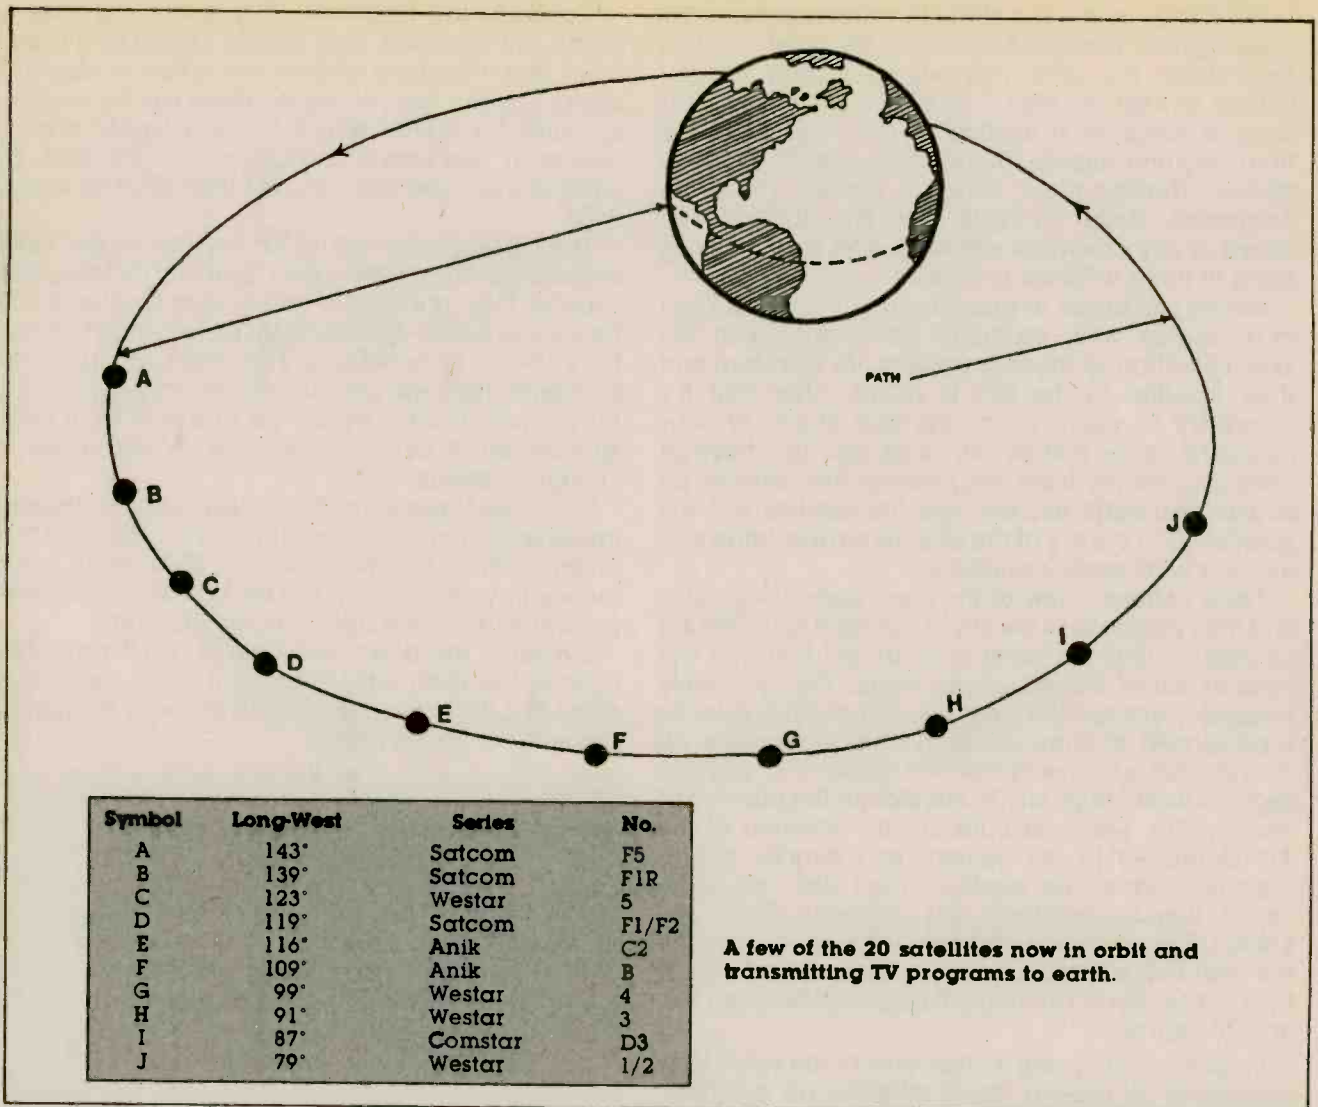 PATH
A
B
C
D
E
F
G
H
I
J
Symbol Long-West Series No.
A 143° Satcom F5
B 139° Satcom F1R
C 123° Westar 5
D 119° Satcom F1/F2
E 116° Anik C2
F 109° Anik B
G 99° Westar 4
H 91° Westar 3
I 87° Comstar D3
J 79° Westar 1/2
A few of the 20 satellites now in orbit and
transmitting TV programs to earth.